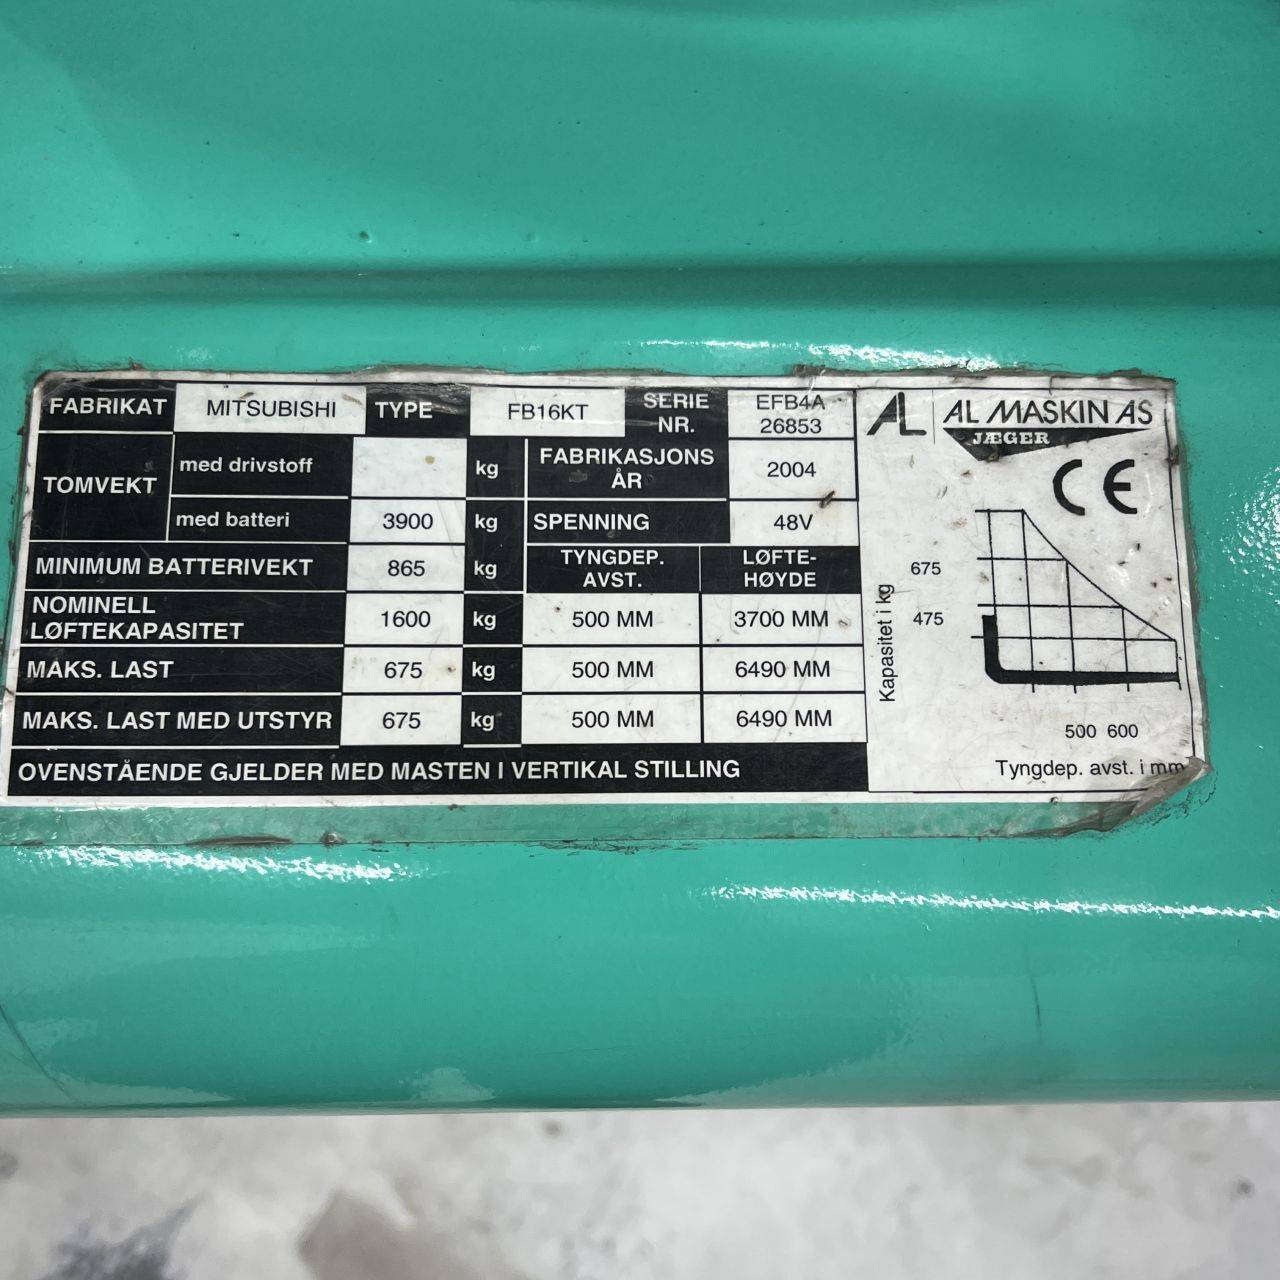 FABRIKAT MITSUBISHI TYPE FB16KT SERIE NR. EFB4A 26853
TOMVEKT med drivstoff kg FABRIKASJONS ÅR 2004
med batteri 3900 kg SPENNING 48V
MINIMUM BATTERIVEKT 865 kg TYNGDEP. AVST. LØFTE- HØYDE
NOMINELL LØFTEKAPASITET 1600 kg 500 MM 3700 MM
MAKS. LAST 675 kg 500 MM 6490 MM
MAKS. LAST MED UTSTYR 675 kg 500 MM 6490 MM
OVENSTÅENDE GJELDER MED MASTEN I VERTIKAL STILLING
AL AL MASKIN AS
JÆGER
CE
Kapasitet i kg
675
475
500 600
Tyngdep. avst. i mm